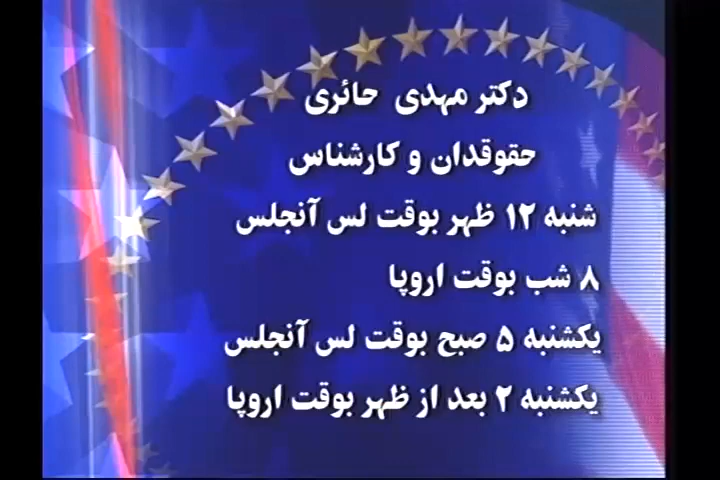 دکتر مهدی حائری
حقوقدان و کارشناس
شنبه ۱۲ ظهر بوقت لس آنجلس
۸ شب بوقت اروپا
یکشنبه ۵ صبح بوقت لس آنجلس
یکشنبه ۲ بعد از ظهر بوقت اروپا